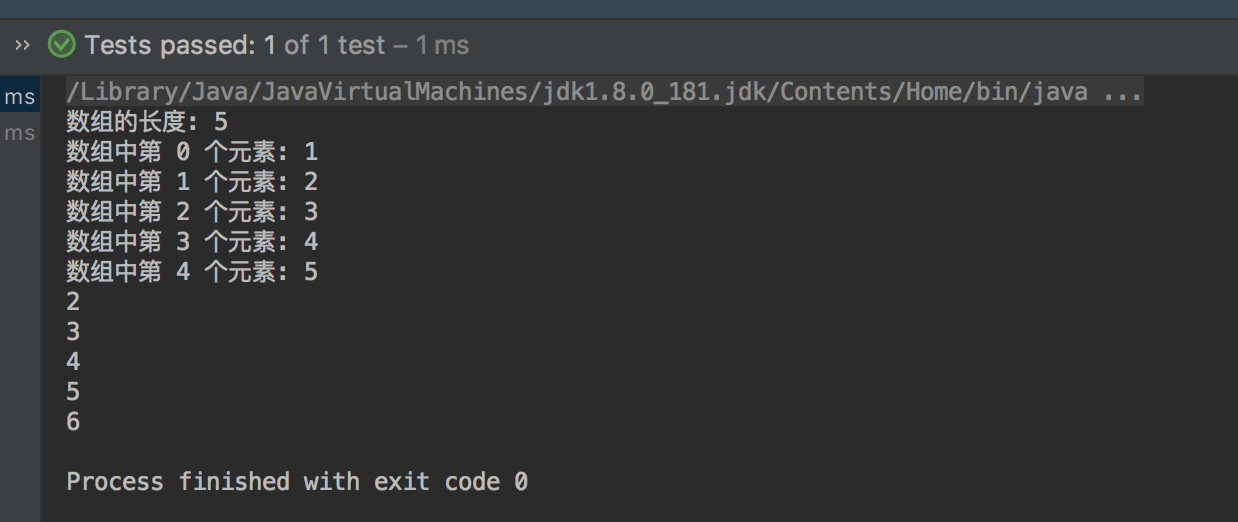 Tests passed: 1 of 1 test – 1 ms
ms /Library/Java/JavaVirtualMachines/jdk1.8.0_181.jdk/Contents/Home/bin/java ...
数组的长度: 5
ms
数组中第 0 个元素: 1
数组中第 1 个元素: 2
数组中第 2 个元素: 3
数组中第 3 个元素: 4
数组中第 4 个元素: 5
2
3
4
5
6
Process finished with exit code 0